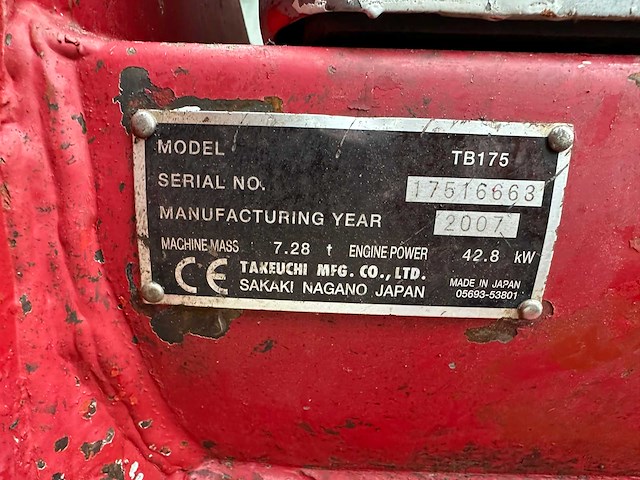 MODEL TB175
SERIAL NO. 17516663
MANUFACTURING YEAR 2007
MACHINE MASS 7.28 t ENGINE POWER 42.8 kW
CE TAKEUCHI MFG. CO., LTD.
SAKAKI NAGANO JAPAN
MADE IN JAPAN
05693-53801